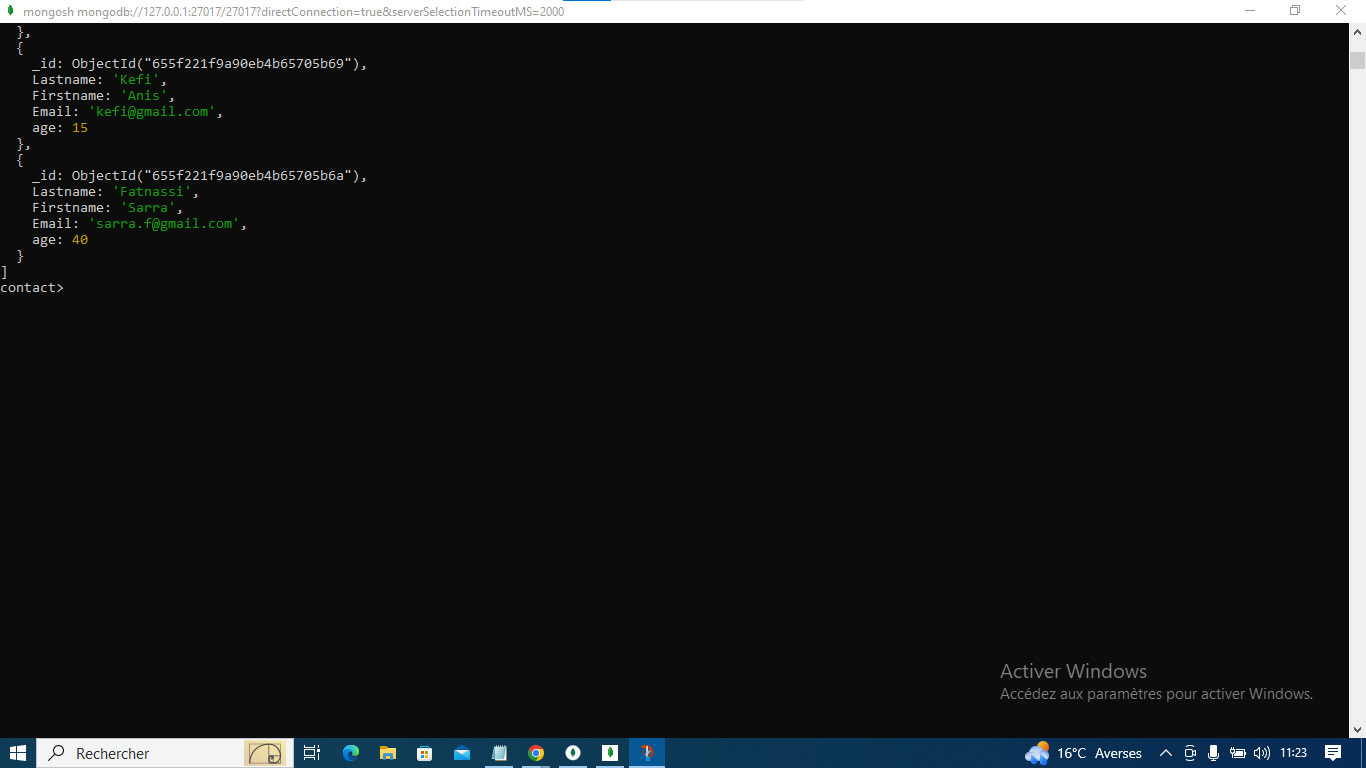 mongosh mongodb://127.0.0.1:27017/27017?directConnection=true&serverSelectionTimeoutMS=2000
},
{
_id: ObjectId("655f221f9a90eb4b65705b69"),
Lastname: 'Kefi',
Firstname: 'Anis',
Email: 'kefi@gmail.com',
age: 15
},
{
_id: ObjectId("655f221f9a90eb4b65705b6a"),
Lastname: 'Fatnassi',
Firstname: 'Sarra',
Email: 'sarra.f@gmail.com',
age: 40
}
]
contact>
Activer Windows
Accédez aux paramètres pour activer Windows.
Rechercher
16°C Averses
11:23